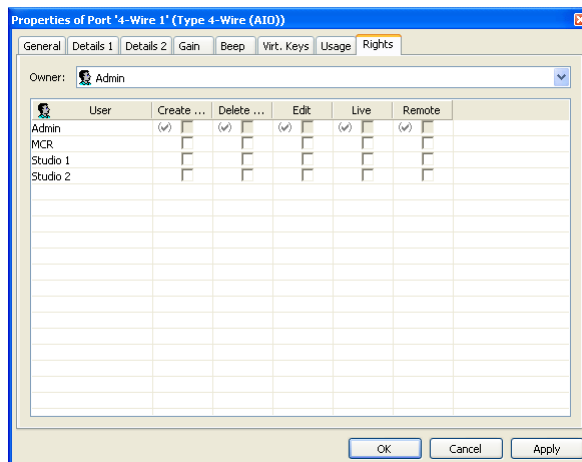 Properties of Port '4-Wire 1' (Type 4-Wire (AIO))
General Details 1 Details 2 Gain Beep Virt. Keys Usage Rights
Owner: Admin
User Create ... Delete ... Edit Live Remote
Admin
MCR
Studio 1
Studio 2
OK Cancel Apply